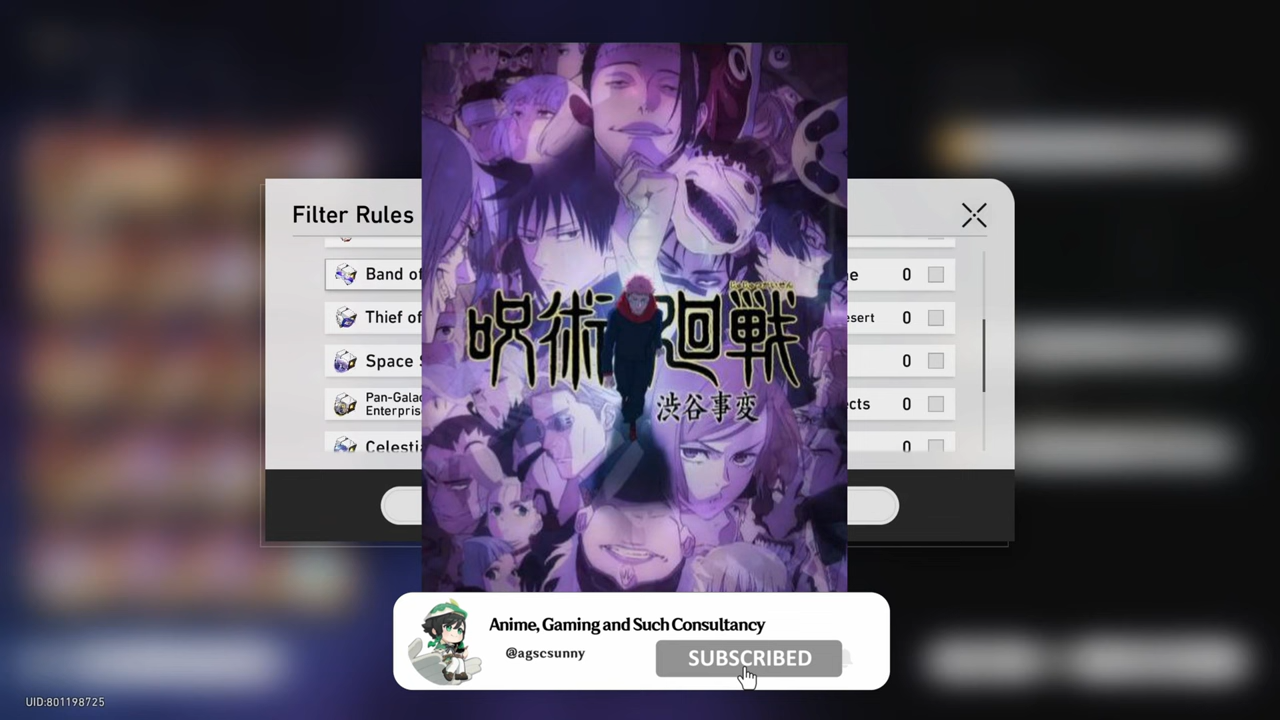 Filter Rules
Band of
e
0
Thief of
esert
0
Space S
0
Pan-Galac
Enterpris
ects
0
Celesti
0
じゅじゅつかいせん
呪術廻戦
渋谷事変
Anime, Gaming and Such Consultancy
@agscsunny
SUBSCRIBED
UID:801198725